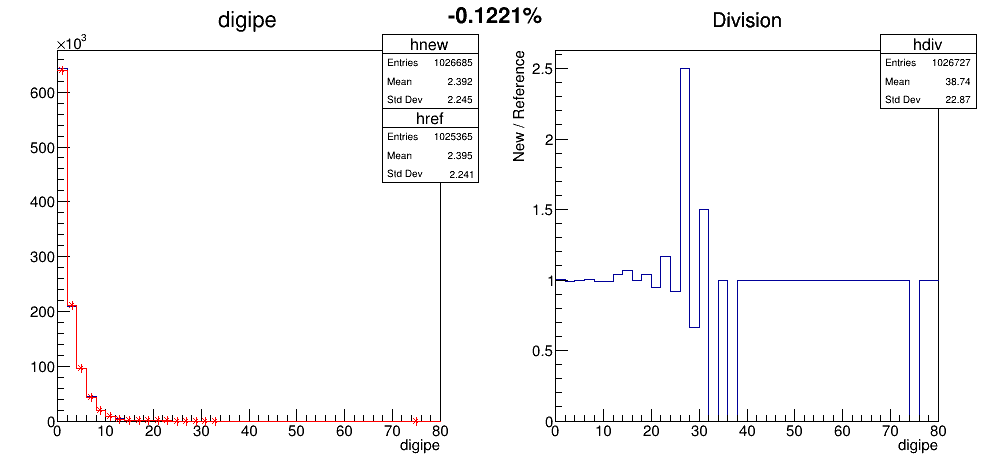 -0.1221%
digipe
×10³
hnew
Entries 1026685
Mean 2.392
Std Dev 2.245
href
Entries 1025365
Mean 2.395
Std Dev 2.241
600
500
400
300
200
100
0
0 10 20 30 40 50 60 70 80
digipe
Division
hdiv
Entries 1026727
Mean 38.74
Std Dev 22.87
New / Reference
2.5
2
1.5
1
0.5
0
0 10 20 30 40 50 60 70 80
digipe